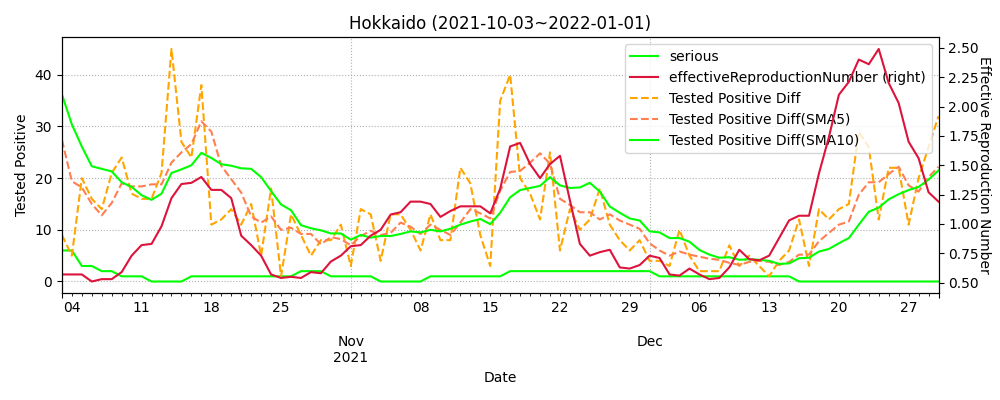 Hokkaido (2021-10-03~2022-01-01)
serious
effectiveReproductionNumber (right)
Tested Positive Diff
Tested Positive Diff(SMA5)
Tested Positive Diff(SMA10)
Tested Positive
40
30
20
10
0
Effective Reproduction Number
2.50
2.25
2.00
1.75
1.50
1.25
1.00
0.75
0.50
04 11 18 25 08 15 22 29 06 13 20 27
Nov Dec
2021
Date